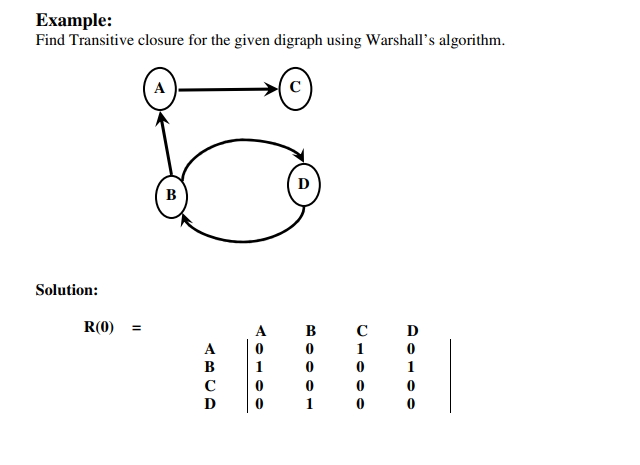 Example:
Find Transitive closure for the given digraph using Warshall's algorithm.
A
C
B
D
Solution:
R(0) =
A B C D
A 0 0 1 0
B 1 0 0 1
C 0 0 0 0
D 0 1 0 0